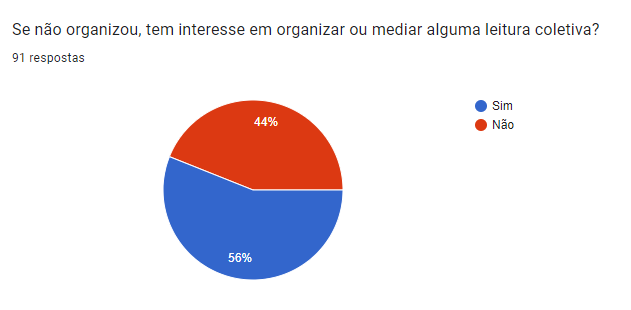 Se não organizou, tem interesse em organizar ou mediar alguma leitura coletiva?
91 respostas
Sim
Não
44%
56%